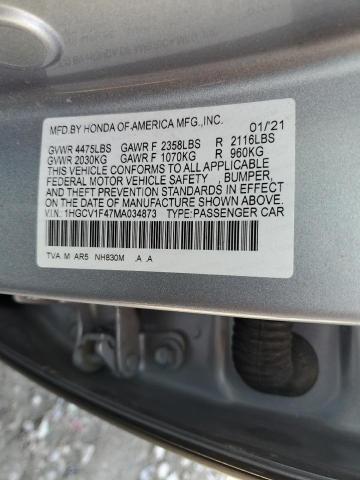 MFD.BY HONDA OF AMERICA MFG.,INC. 01/'21
GVWR 4475LBS GAWR F 2358LBS R 2116LBS
GVWR 2030KG GAWR F 1070KG R 960KG
THIS VEHICLE CONFORMS TO ALL APPLICABLE
FEDERAL MOTOR VEHICLE SAFETY , BUMPER,
AND THEFT PREVENTION STANDARDS IN EFFECT
ON THE DATE OF MANUFACTURE SHOWN ABOVE.
V.I.N. 1HGCV1F47MA034873 TYPE:PASSENGER CAR
TVA M AR5 NH830M .A .A